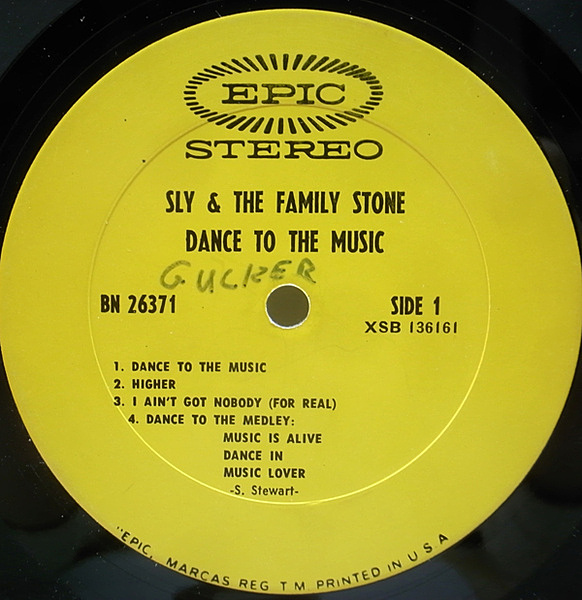 EPIC
STEREO
SLY & THE FAMILY STONE
DANCE TO THE MUSIC
GUCKER
BN 26371
SIDE 1
XSB 136161
1. DANCE TO THE MUSIC
2. HIGHER
3. I AIN'T GOT NOBODY (FOR REAL)
4. DANCE TO THE MEDLEY:
MUSIC IS ALIVE
DANCE IN
MUSIC LOVER
-S. Stewart-
"EPIC", MARCAS REG T M PRINTED IN U.S.A